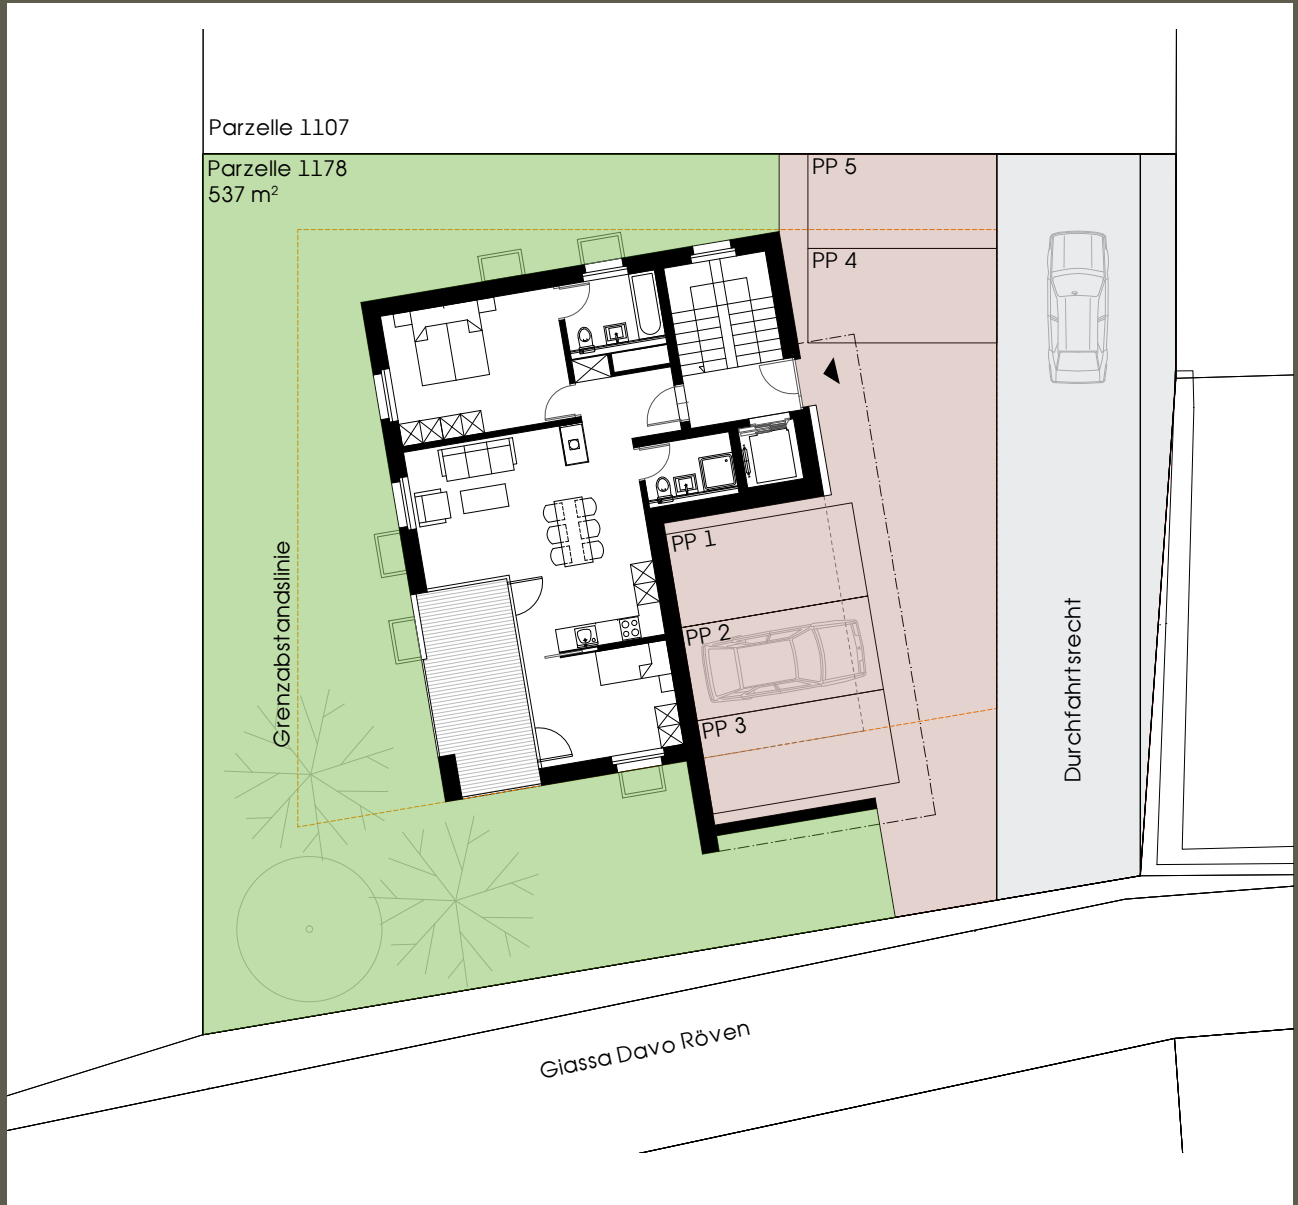 Parzelle 1107
Parzelle 1178
537 m²
PP 5
PP 4
PP 1
PP 2
PP 3
Grenzabstandslinie
Durchfahrtsrecht
Giassa Davo Röven